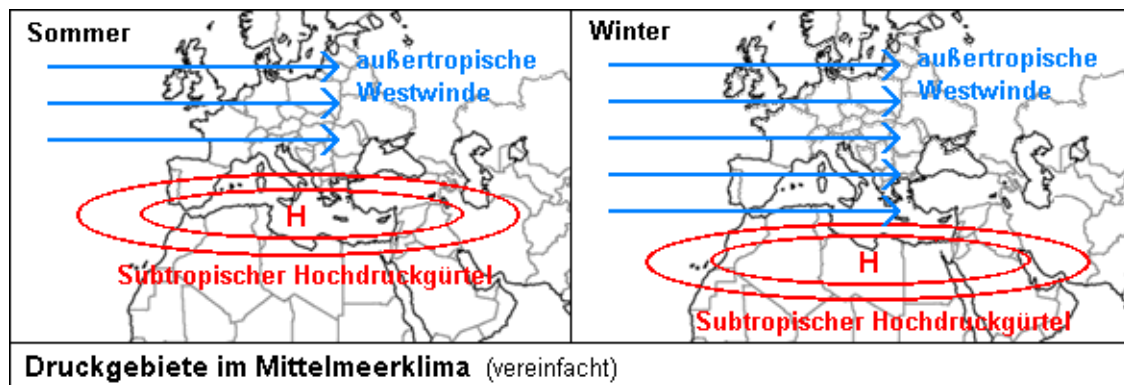 Sommer
außertropische
Westwinde
H
Subtropischer Hochdruckgürtel
Winter
außertropische
Westwinde
H
Subtropischer Hochdruckgürtel
Druckgebiete im Mittelmeerklima (vereinfacht)